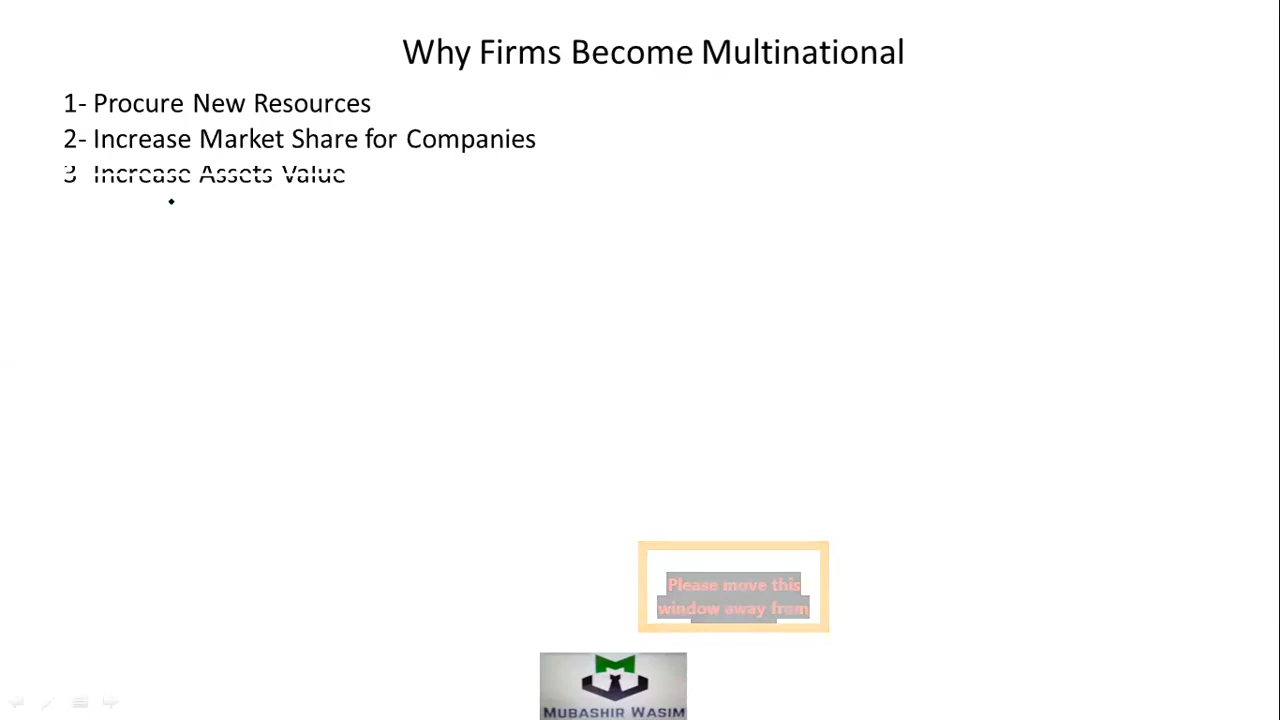 Why Firms Become Multinational
1- Procure New Resources
2- Increase Market Share for Companies
3 Increase Assets Value
Please move this
window away from
MUBASHIR WASIM